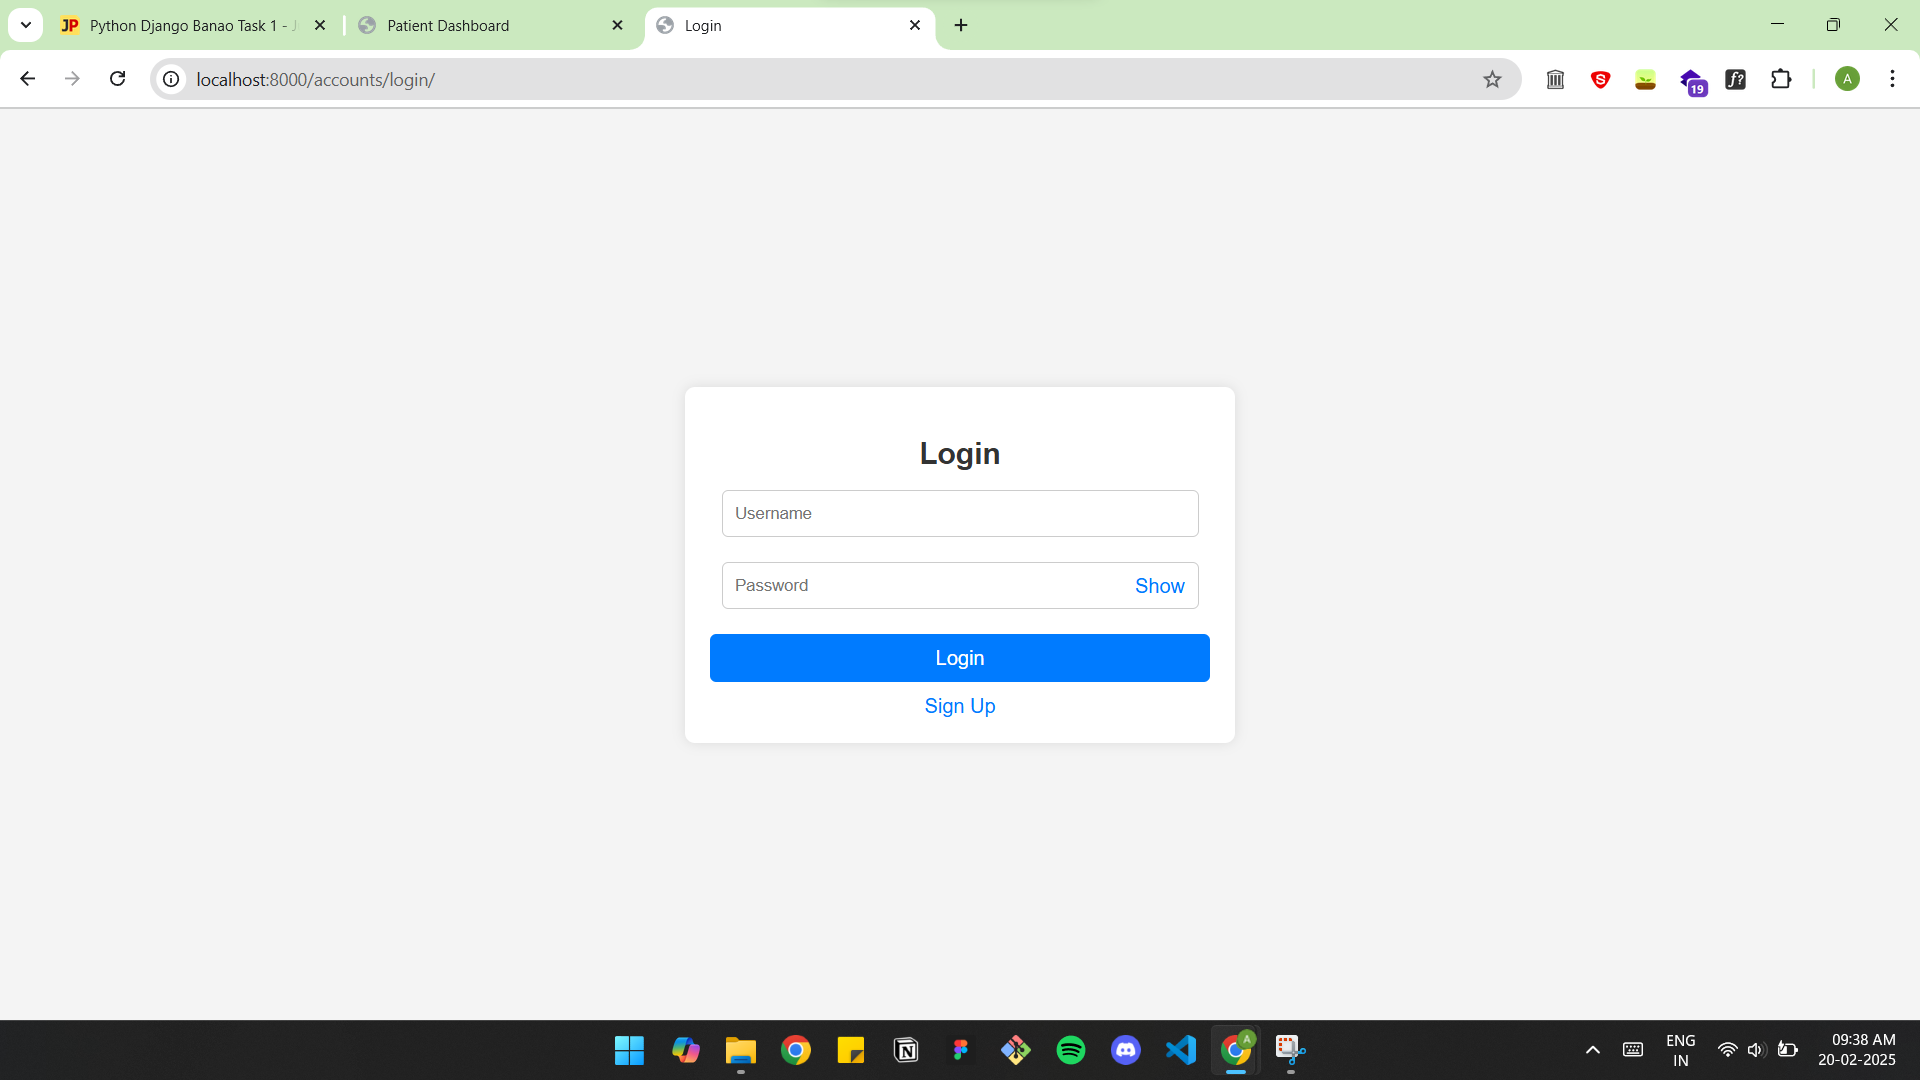 JP Python Django Banao Task 1 - J
Patient Dashboard
Login
localhost:8000/accounts/login/
S
19
f?
A
Login
Username
Password
Show
Login
Sign Up
N
A
ENG
IN
09:38 AM
20-02-2025